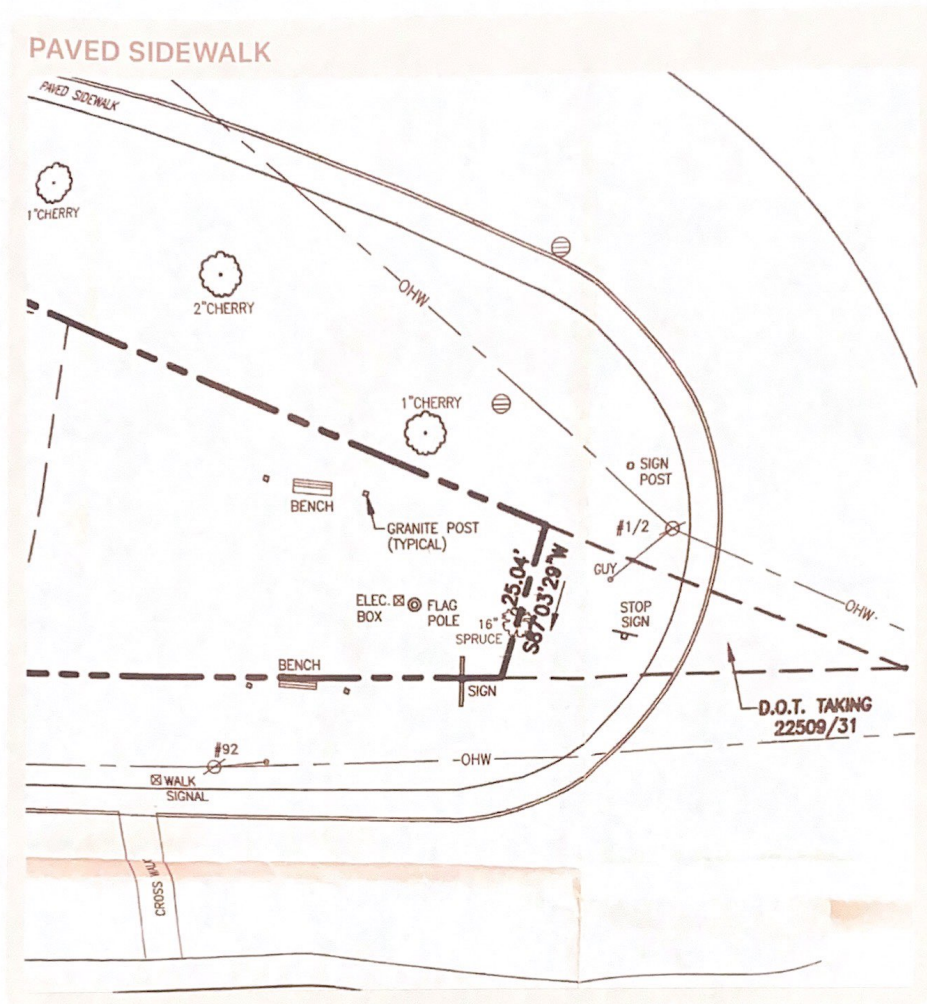 PAVED SIDEWALK
PAVED SIDEWALK
1"CHERRY
2"CHERRY
OHW
1"CHERRY
SIGN
POST
BENCH
GRANITE POST
(TYPICAL)
#1/2
GUY
25.04'
S67°03'29"W
ELEC.
BOX
FLAG
POLE
16"
SPRUCE
STOP
SIGN
OHW
BENCH
SIGN
D.O.T. TAKING
22509/31
#92
OHW
WALK
SIGNAL
CROSS WLK